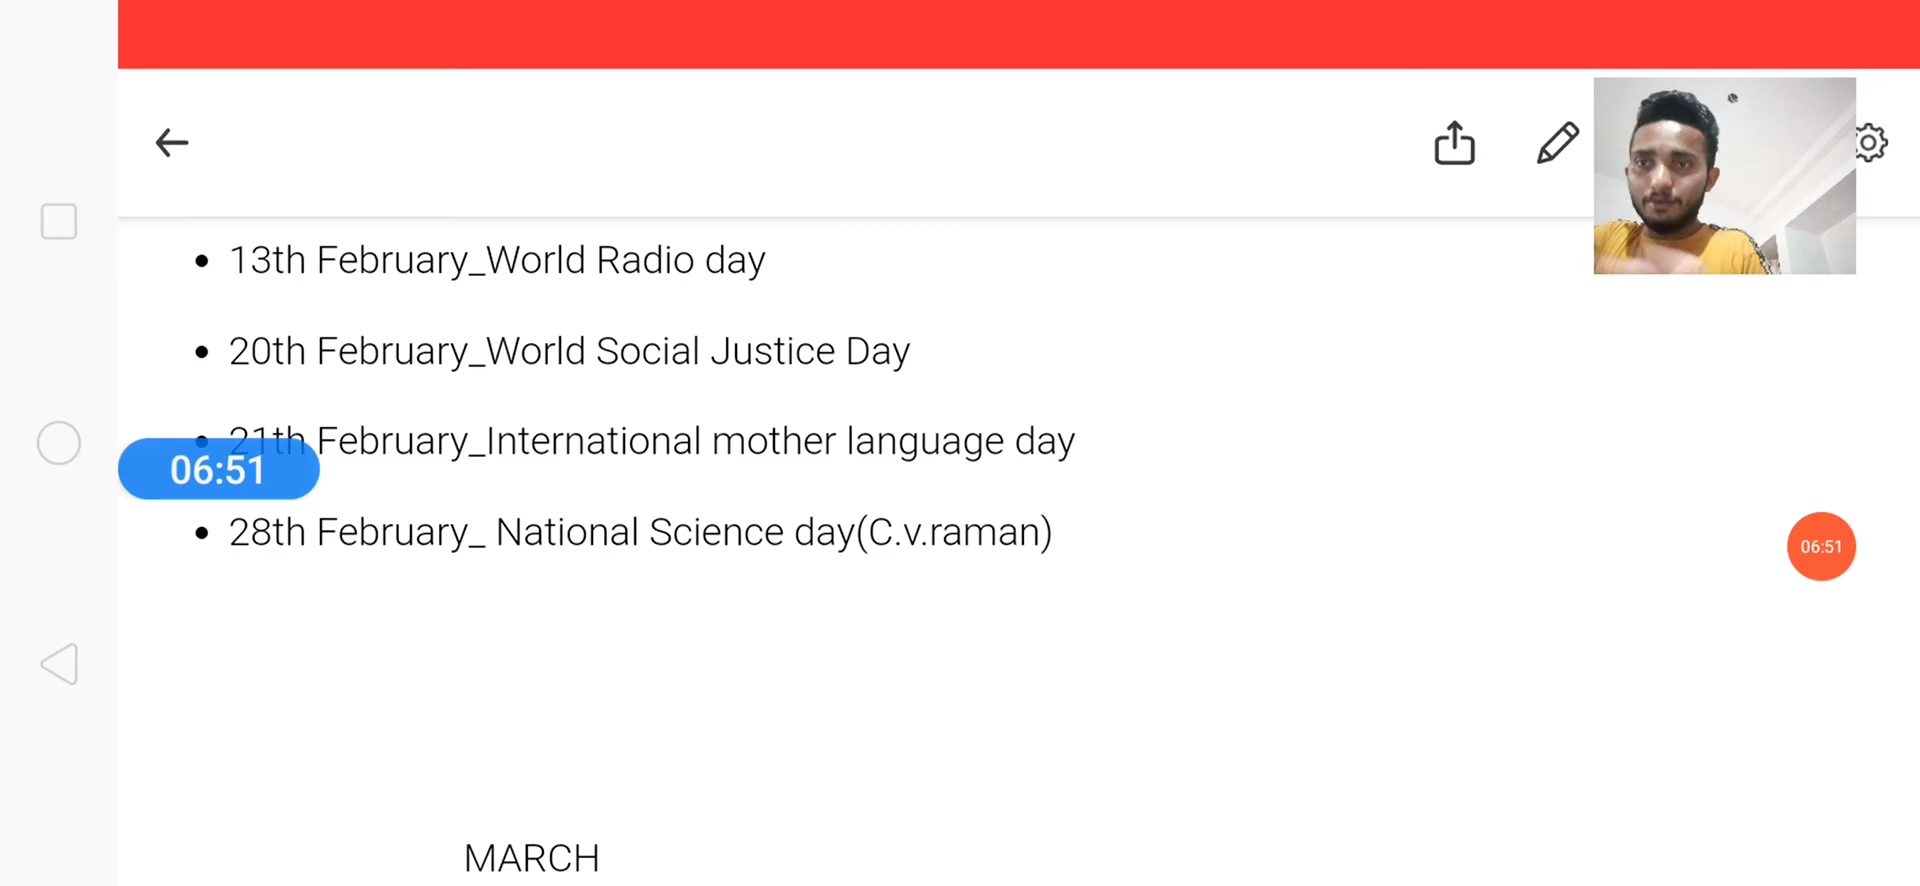 13th February_World Radio day
20th February_World Social Justice Day
21th February_International mother language day
06:51
28th February_ National Science day(C.v.raman)
06:51
MARCH